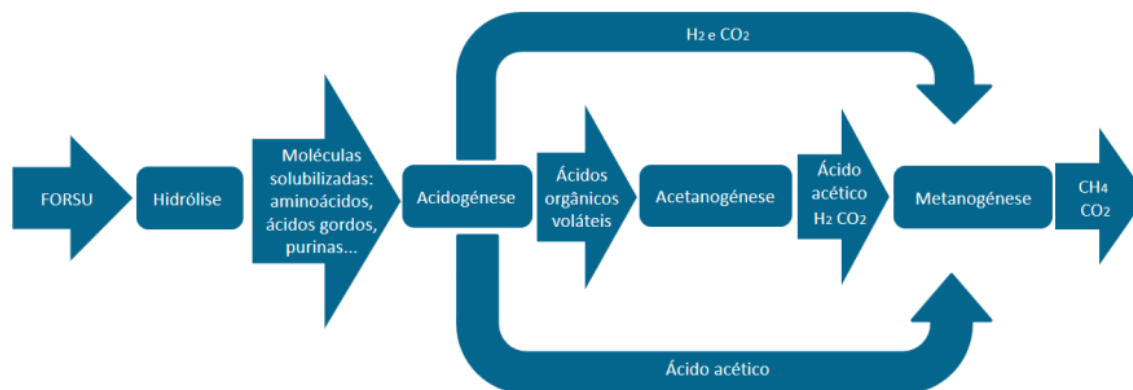 H2 e CO2
FORSU
Hidrólise
Moléculas
solubilizadas:
aminoácidos,
ácidos gordos,
purinas...
Acidogénese
Ácidos
orgânicos
voláteis
Acetanogénese
Ácido
acético
H2 CO2
Metanogénese
CH4
CO2
Ácido acético